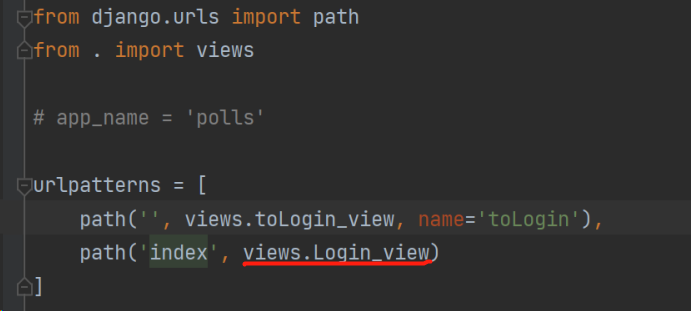 from django.urls import path
from . import views
# app_name = 'polls'
urlpatterns = [
path('', views.toLogin_view, name='toLogin'),
path('index', views.Login_view)
]